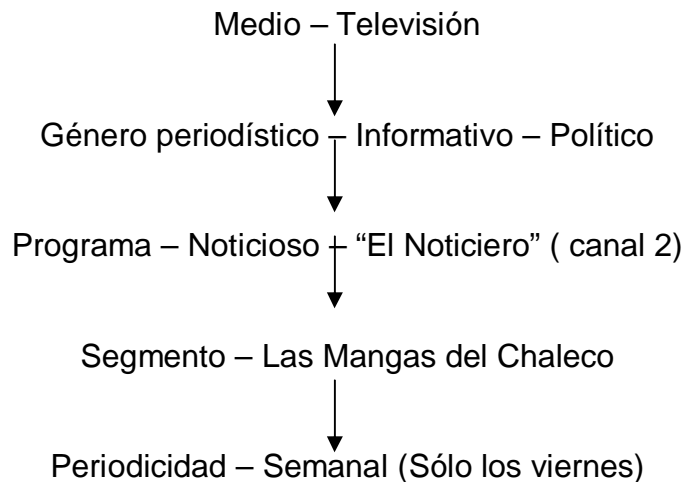 Medio – Televisión
Género periodístico – Informativo – Político
Programa – Noticioso – “El Noticiero” ( canal 2)
Segmento – Las Mangas del Chaleco
Periodicidad – Semanal (Sólo los viernes)